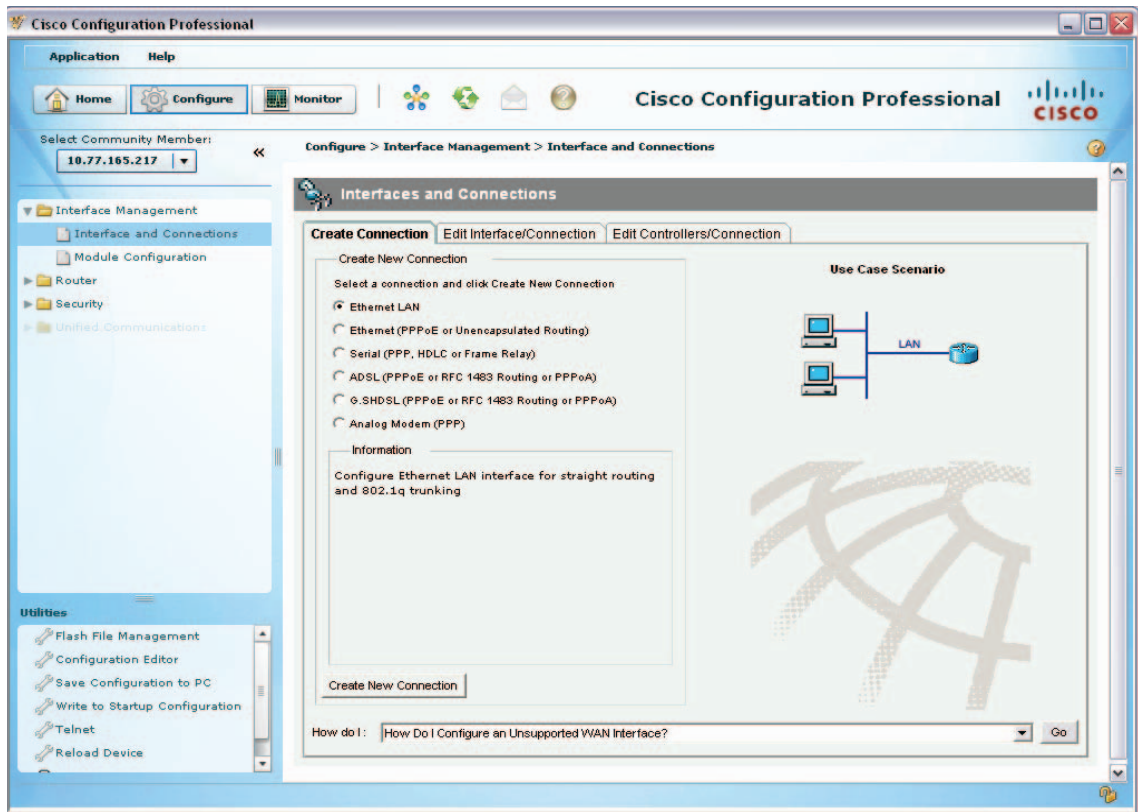 Cisco Configuration Professional
Application Help
Home Configure Monitor Cisco Configuration Professional CISCO
Select Community Member:
10.77.165.217
Configure > Interface Management > Interface and Connections
Interface Management
Interface and Connections
Module Configuration
Router
Security
Unified Communications
Interfaces and Connections
Create Connection Edit Interface/Connection Edit Controllers/Connection
Create New Connection
Select a connection and click Create New Connection
Ethernet LAN
Ethernet (PPPoE or Unencapsulated Routing)
Serial (PPP, HDLC or Frame Relay)
ADSL (PPPoE or RFC 1483 Routing or PPPoA)
G.SHDSL (PPPoE or RFC 1483 Routing or PPPoA)
Analog Modem (PPP)
Information
Configure Ethernet LAN interface for straight routing
and 802.1q trunking
Create New Connection
Use Case Scenario
LAN
How do I: How Do I Configure an Unsupported WAN Interface? Go
Utilities
Flash File Management
Configuration Editor
Save Configuration to PC
Write to Startup Configuration
Telnet
Reload Device